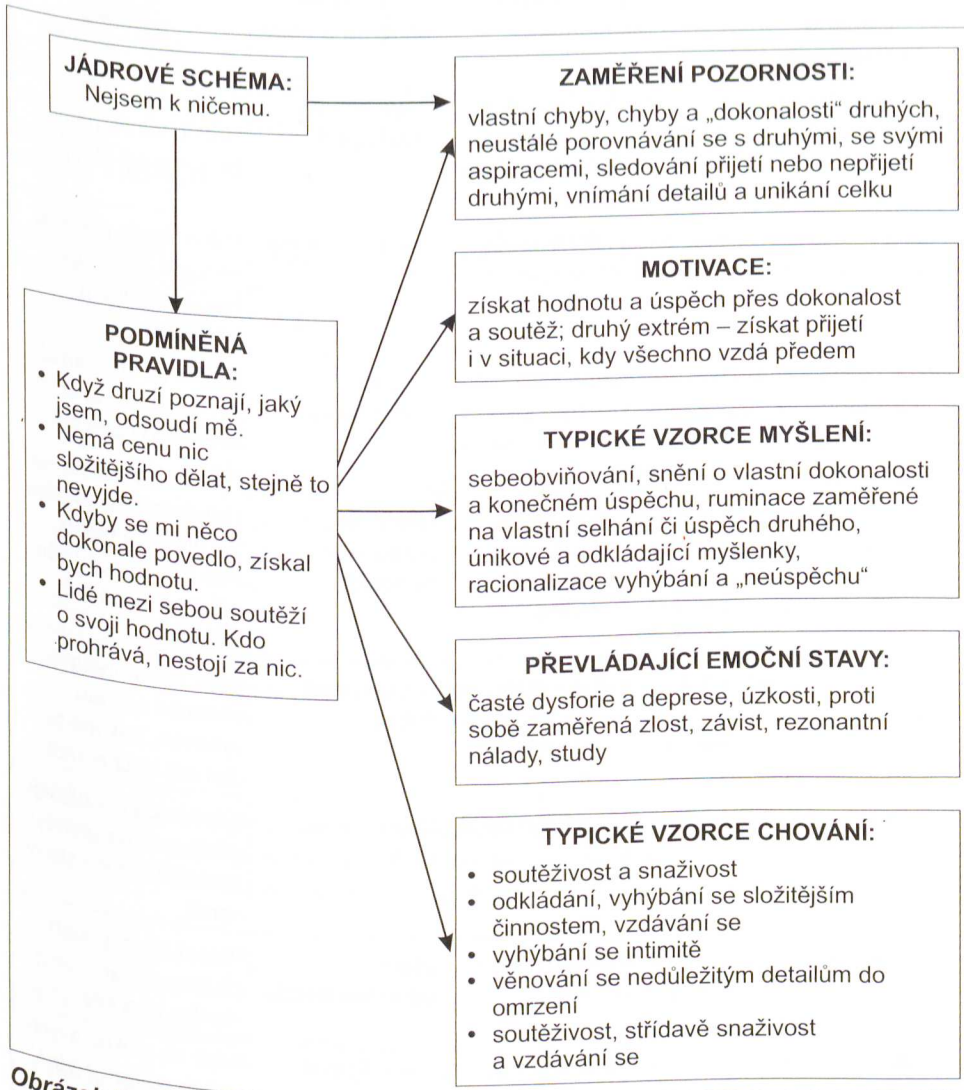 JÁDROVÉ SCHÉMA:
Nejsem k ničemu.
PODMÍNĚNÁ
PRAVIDLA:
• Když druzí poznají, jaký
jsem, odsoudí mě.
• Nemá cenu nic
složitějšího dělat, stejně to
nevyjde.
• Kdyby se mi něco
dokonale povedlo, získal
bych hodnotu.
• Lidé mezi sebou soutěží
o svoji hodnotu. Kdo
prohrává, nestojí za nic.
ZAMĚŘENÍ POZORNOSTI:
vlastní chyby, chyby a „dokonalosti“ druhých,
neustálé porovnávání se s druhými, se svými
aspiracemi, sledování přijetí nebo nepřijetí
druhými, vnímání detailů a unikání celku
MOTIVACE:
získat hodnotu a úspěch přes dokonalost
a soutěž; druhý extrém – získat přijetí
i v situaci, kdy všechno vzdá předem
TYPICKÉ VZORCE MYŠLENÍ:
sebeobviňování, snění o vlastní dokonalosti
a konečném úspěchu, ruminace zaměřené
na vlastní selhání či úspěch druhého,
únikové a odkládající myšlenky,
racionalizace vyhýbání a „neúspěchu“
PŘEVLÁDAJÍCÍ EMOČNÍ STAVY:
časté dysforie a deprese, úzkosti, proti
sobě zaměřená zlost, závist, rezonantní
nálady, study
TYPICKÉ VZORCE CHOVÁNÍ:
• soutěživost a snaživost
• odkládání, vyhýbání se složitějším
činnostem, vzdávání se
• vyhýbání se intimitě
• věnování se nedůležitým detailům do
omrzení
• soutěživost, střídavě snaživost
a vzdávání se